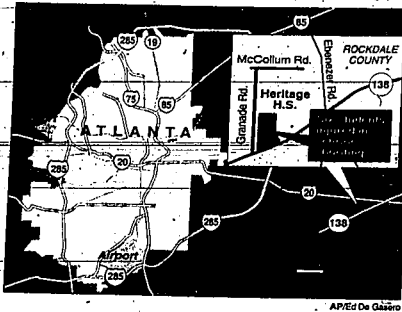 85
285
19
ROCKDALE
COUNTY
McCollum Rd.
Ebenezer Rd.
138
75
85
Heritage
H.S.
Granade Rd.
ATLANTA
20
285
20
285
138
Airport
285
AP/Ed De Gasero